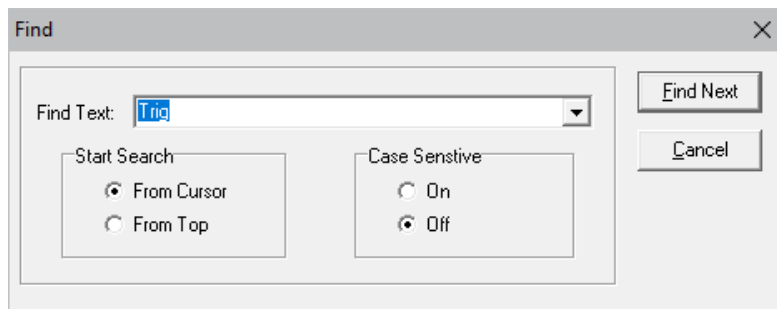 Find
Find Text: Trig
Find Next
Cancel
Start Search
From Cursor
From Top
Case Senstive
On
Off